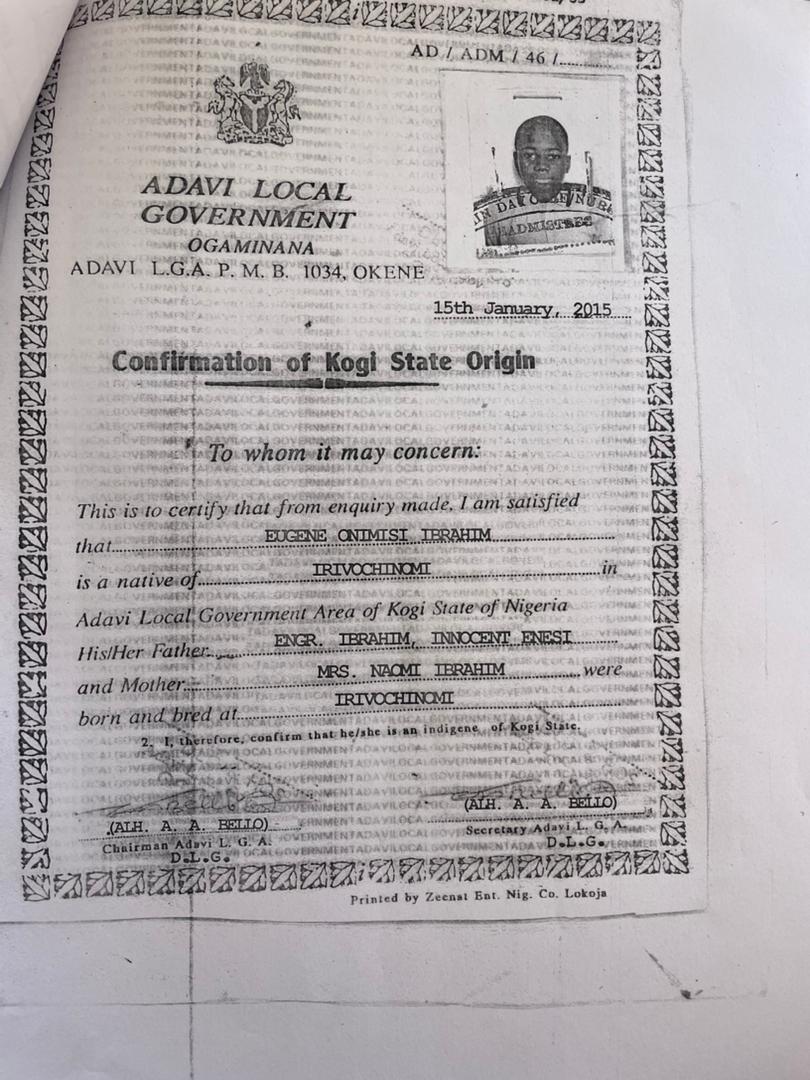 AD / ADM / 46 /.............
ADAVI LOCAL
GOVERNMENT
OGAMINANA
ADAVI L.G.A. P. M. B. 1034, OKENE
15th January, 2015
Confirmation of Kogi State Origin
To whom it may concern:
This is to certify that from enquiry made, I am satisfied
that EUGENE ONIMISI IBRAHIM
is a native of IRIVOCHINOMI in
Adavi Local Government Area of Kogi State of Nigeria
His/Her Father ENGR. IBRAHIM, INNOCENT ENESI
and Mother MRS. NAOMI IBRAHIM were
born and bred at IRIVOCHINOMI
2. I, therefore, confirm that he/she is an indigene of Kogi State.
(ALH. A. A. BELLO)
Chairman Adavi L. G. A.
D.L.G.
(ALH. A. A. BELLO)
Secretary Adavi L. G. A.
D.L.G.
Printed by Zeenat Ent. Nig. Co. Lokoja